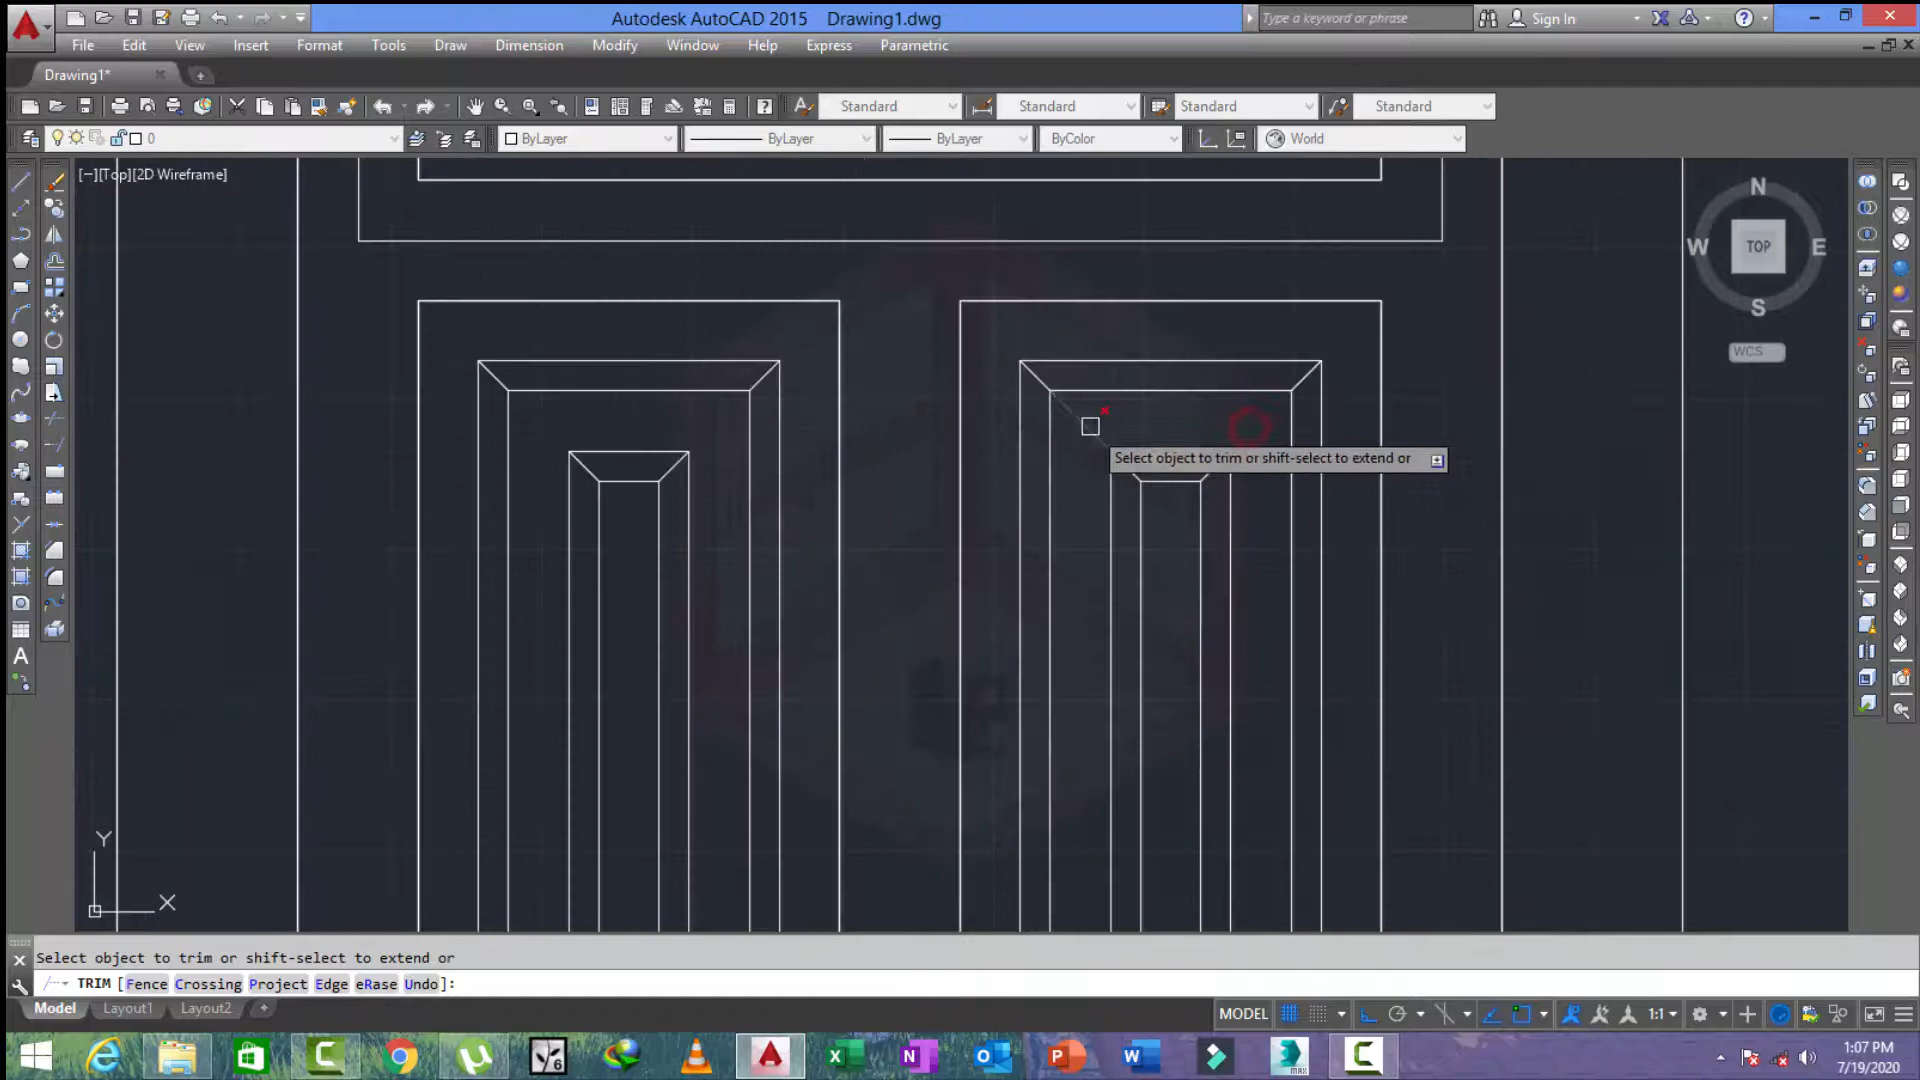 Autodesk AutoCAD 2015 Drawing1.dwg
Type a keyword or phrase
Sign In
File Edit View Insert Format Tools Draw Dimension Modify Window Help Express Parametric
Drawing1*
Standard Standard Standard Standard
0 ByLayer ByLayer ByLayer ByColor World
[−][Top][2D Wireframe]
N
W TOP E
S
WCS
Select object to trim or shift-select to extend or
A
Y
X
Select object to trim or shift-select to extend or
TRIM [Fence Crossing Project Edge eRase Undo]:
Model Layout1 Layout2
MODEL 1:1
1:07 PM
7/19/2020